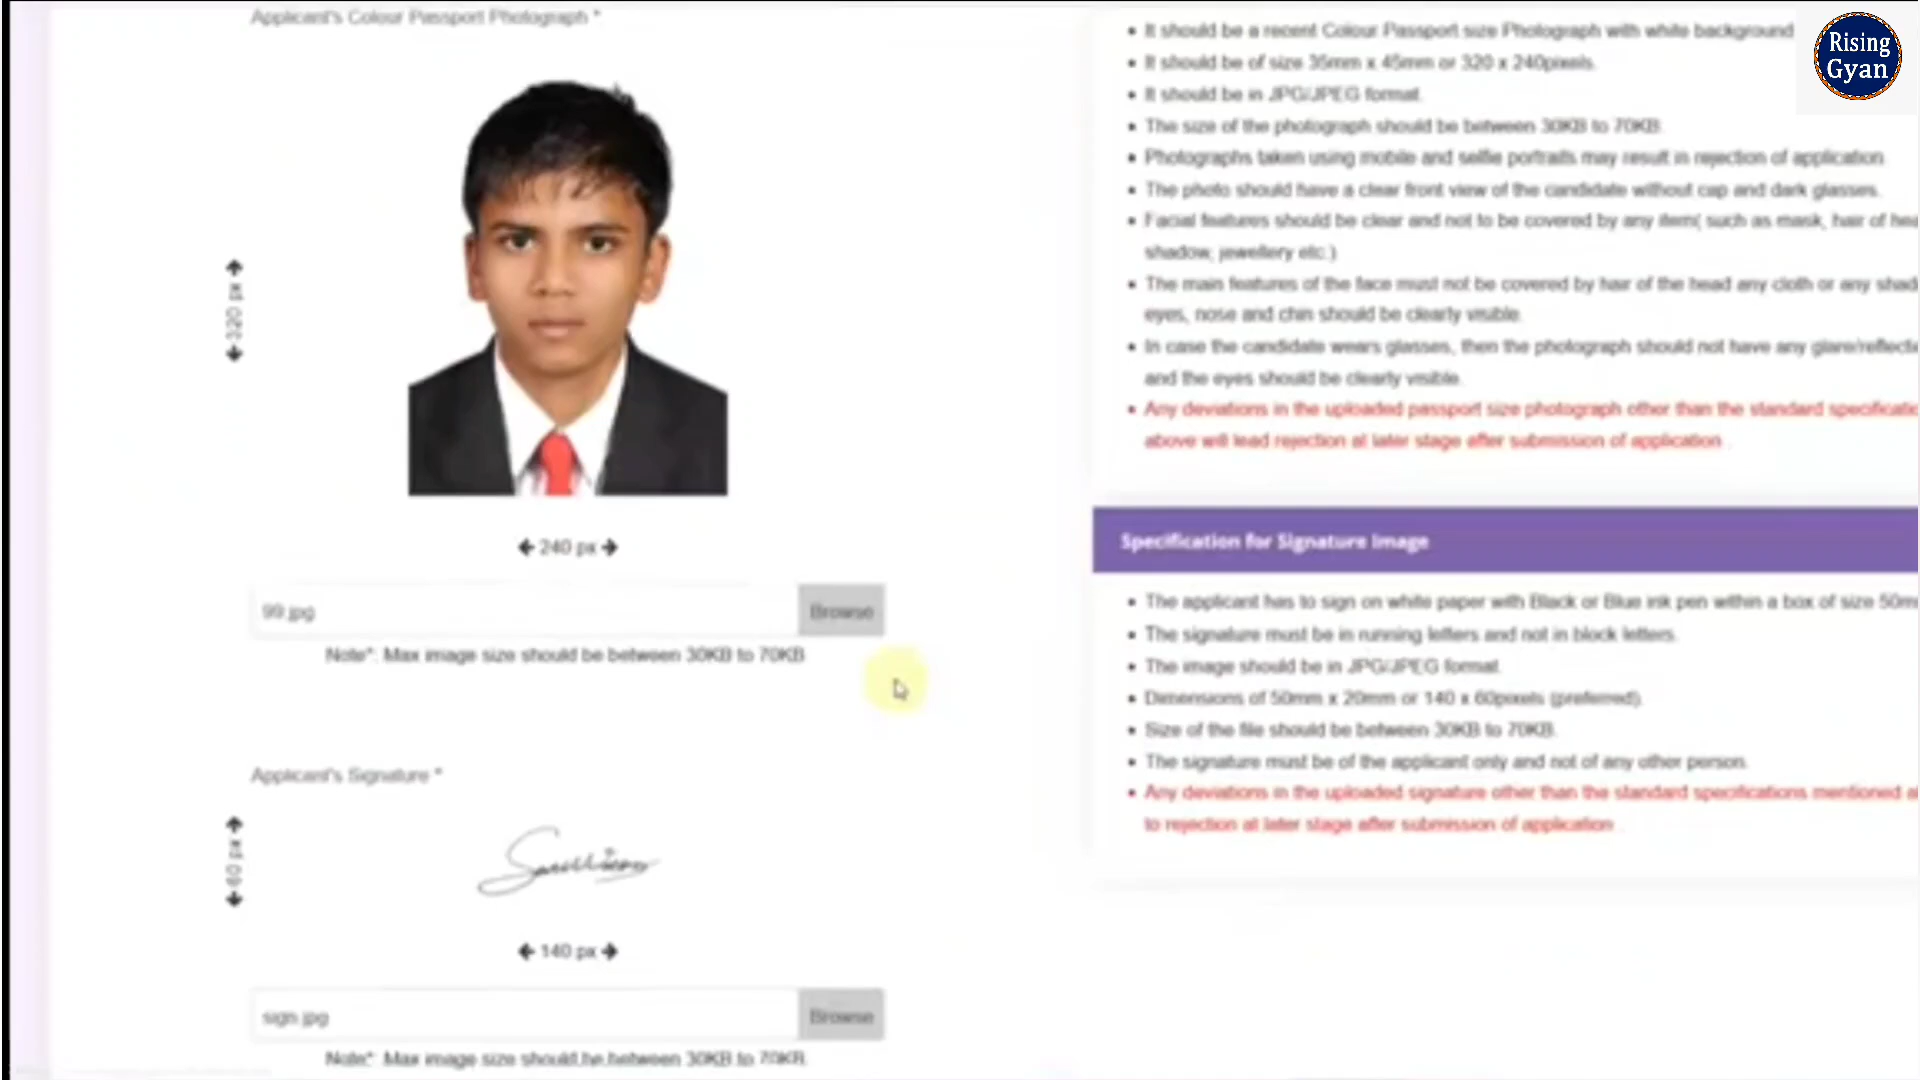 Applicant's Colour Passport Photograph *
320 px
240 px
99.jpg
Browse
Note*: Max image size should be between 30KB to 70KB
Applicant's Signature *
60 px
140 px
sign.jpg
Browse
Note*: Max image size should be between 30KB to 70KB
It should be a recent Colour Passport size Photograph with white background
It should be of size 35mm x 45mm or 320 x 240pixels.
It should be in JPG/JPEG format.
The size of the photograph should be between 30KB to 70KB.
Photographs taken using mobile and selfie portraits may result in rejection of application
The photo should have a clear front view of the candidate without cap and dark glasses.
Facial features should be clear and not to be covered by any item( such as mask, hair of
shadow, jewellery etc.)
The main features of the face must not be covered by hair of the head any cloth or any
eyes, nose and chin should be clearly visible.
In case the candidate wears glasses, then the photograph should not have any
and the eyes should be clearly visible.
Any deviations in the uploaded passport size photograph other than the standard
above will lead rejection at later stage after submission of application .
Specification for Signature Image
The applicant has to sign on white paper with Black or Blue ink pen within a box of size
The signature must be in running letters and not in block letters.
The image should be in JPG/JPEG format.
Dimensions of 50mm x 20mm or 140 x 60pixels (preferred).
Size of the file should be between 30KB to 70KB.
The signature must be of the applicant only and not of any other person.
Any deviations in the uploaded signature other than the standard specifications mentioned
to rejection at later stage after submission of application .
Rising
Gyan